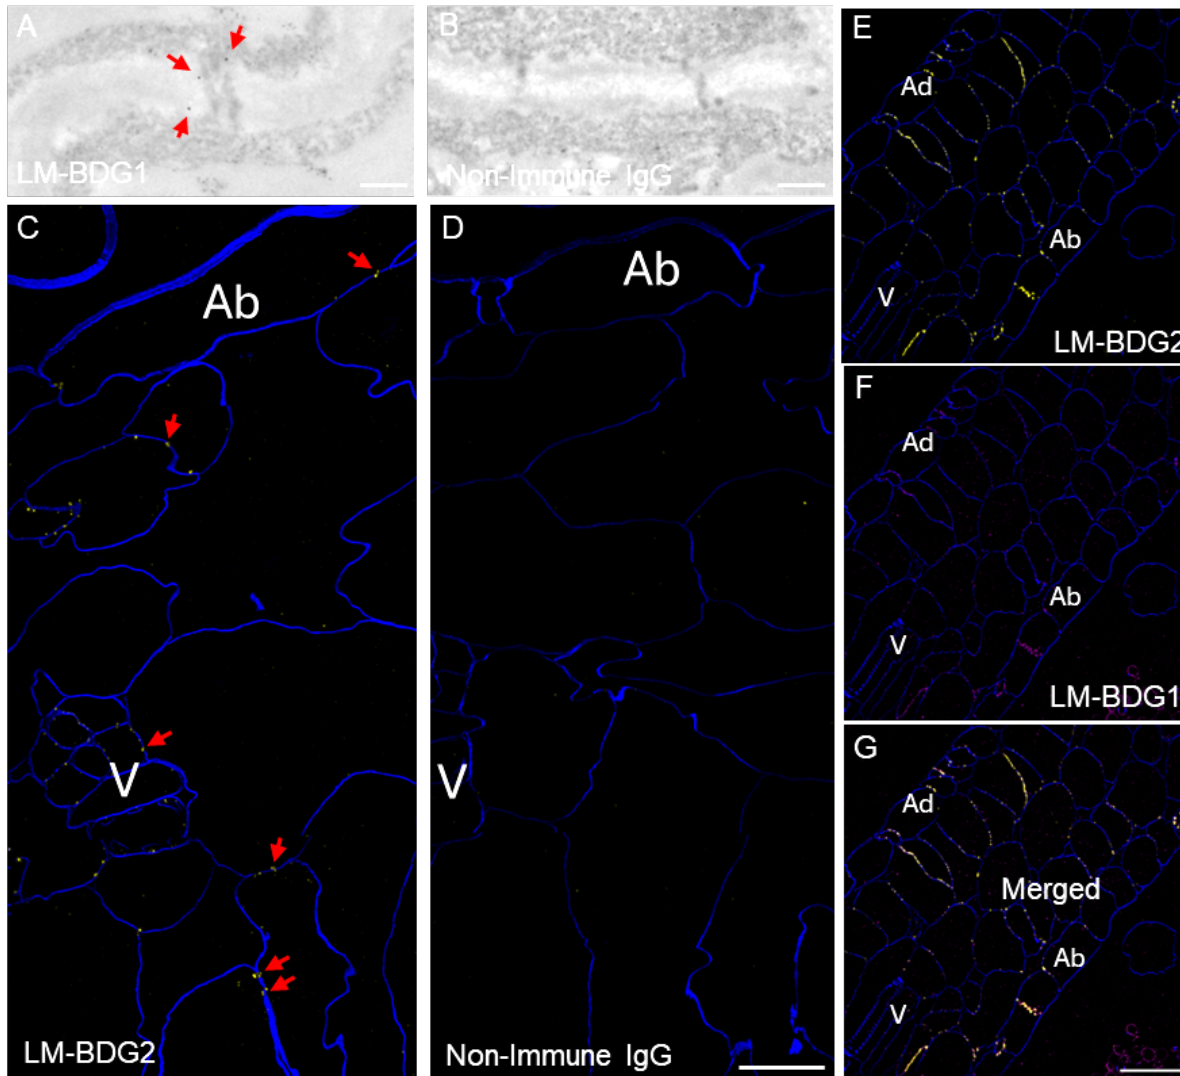 A
LM-BDG1
B
Non-Immune IgG
C
Ab
V
LM-BDG2
D
Ab
V
Non-Immune IgG
E
Ad
Ab
V
LM-BDG2
F
Ad
Ab
V
LM-BDG1
G
Ad
Merged
Ab
V